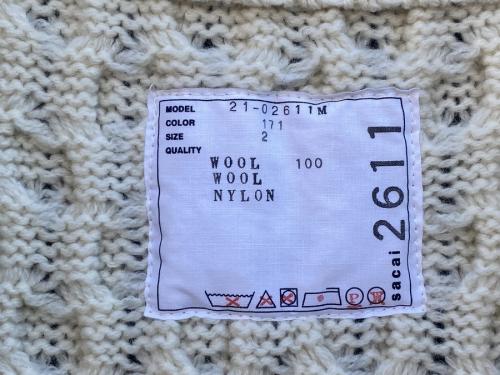 MODEL 21-02611M
COLOR 171
SIZE 2
QUALITY
WOOL 100
WOOL
NYLON
sacai 2611
P W